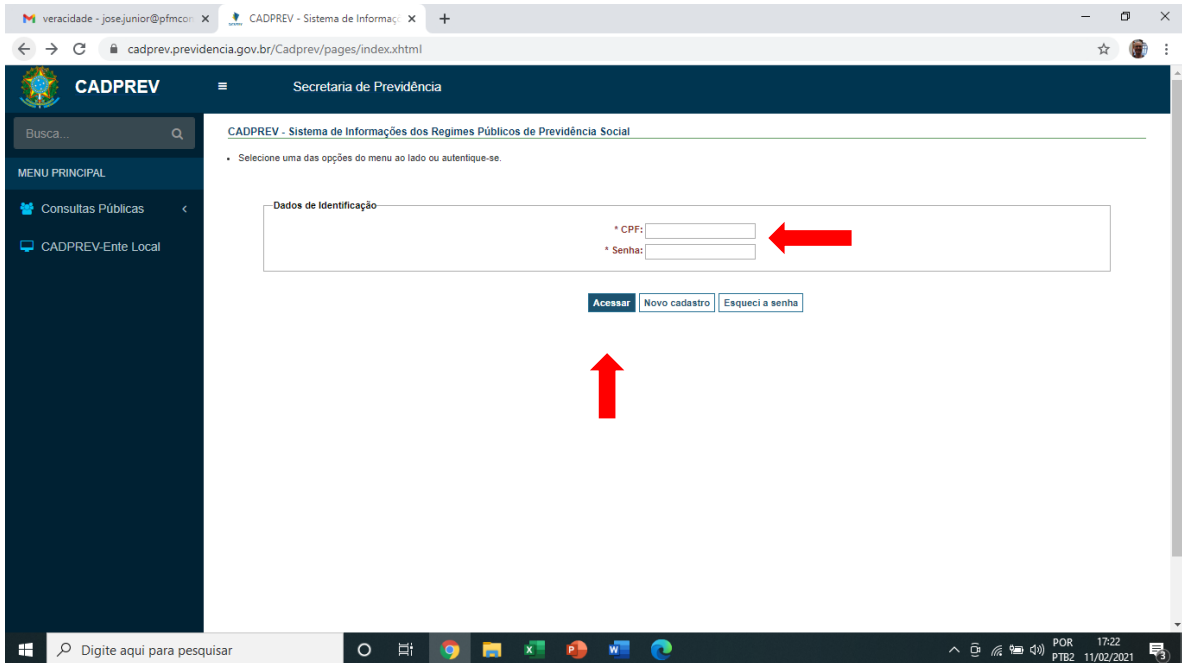 veracidade - jose.junior@pfmcon
CADPREV - Sistema de Informaçõ
cadprev.previdencia.gov.br/Cadprev/pages/index.xhtml
CADPREV
Secretaria de Previdência
Busca...
CADPREV - Sistema de Informações dos Regimes Públicos de Previdência Social
Selecione uma das opções do menu ao lado ou autentique-se.
MENU PRINCIPAL
Consultas Públicas
CADPREV-Ente Local
Dados de Identificação
* CPF:
* Senha:
Acessar Novo cadastro Esqueci a senha
Digite aqui para pesquisar
POR 17:22
PTB2 11/02/2021
3